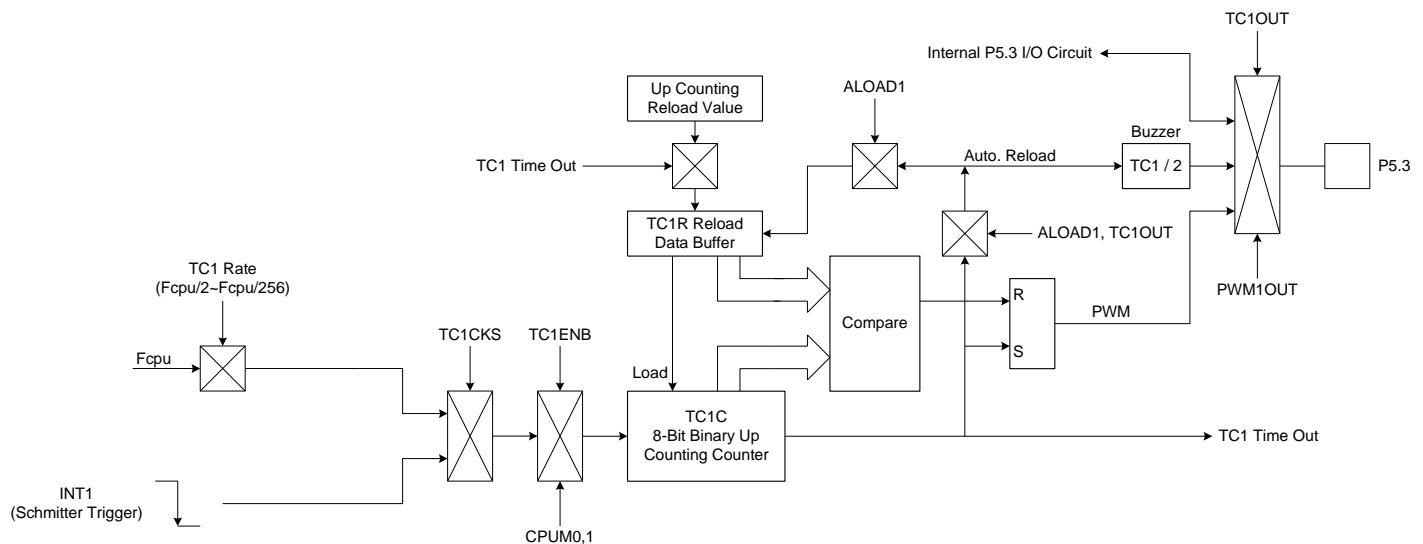 TC1OUT
Internal P5.3 I/O Circuit
Up Counting
Reload Value
ALOAD1
Buzzer
TC1 Time Out
Auto. Reload
TC1 / 2
P5.3
TC1R Reload
Data Buffer
ALOAD1, TC1OUT
TC1 Rate
(Fcpu/2~Fcpu/256)
PWM1OUT
R
PWM
Compare
TC1CKS
TC1ENB
S
Fcpu
Load
TC1C
8-Bit Binary Up
Counting Counter
TC1 Time Out
INT1
(Schmitter Trigger)
CPUM0,1